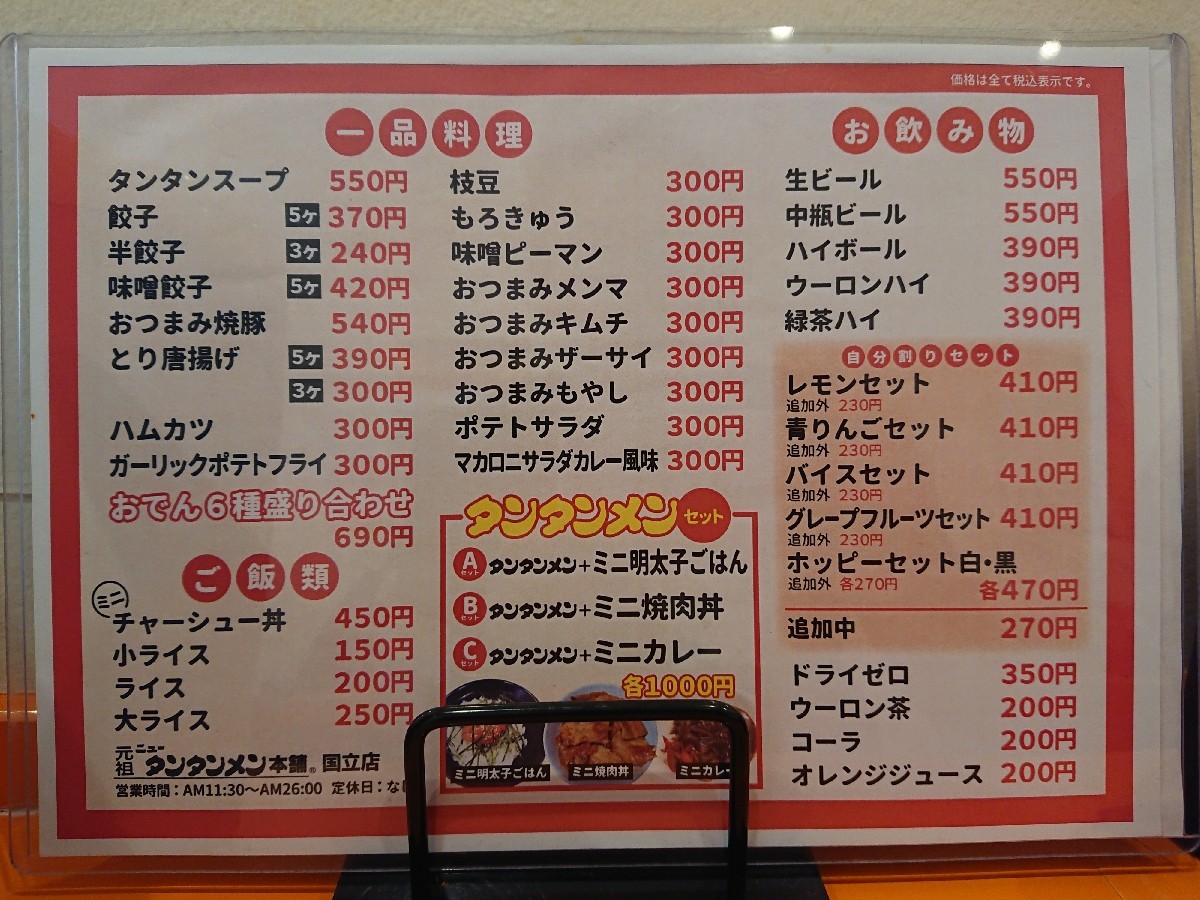 価格は全て税込表示です。
一品料理
タンタンスープ 550円
餃子 5ヶ 370円
半餃子 3ヶ 240円
味噌餃子 5ヶ 420円
おつまみ焼豚 540円
とり唐揚げ 5ヶ 390円
3ヶ 300円
ハムカツ 300円
ガーリックポテトフライ 300円
おでん6種盛り合わせ
690円
ご飯類
ミニ
チャーシュー丼 450円
小ライス 150円
ライス 200円
大ライス 250円
元祖 ニュータンタンメン本舗® 国立店
営業時間:AM11:30〜AM26:00 定休日:な
枝豆 300円
もろきゅう 300円
味噌ピーマン 300円
おつまみメンマ 300円
おつまみキムチ 300円
おつまみザーサイ 300円
おつまみもやし 300円
ポテトサラダ 300円
マカロニサラダカレー風味 300円
タンタンメンセット
Aセット タンタンメン+ミニ明太子ごはん
Bセット タンタンメン+ミニ焼肉丼
Cセット タンタンメン+ミニカレー
各1000円
ミニ明太子ごはん ミニ焼肉丼 ミニカレー
お飲み物
生ビール 550円
中瓶ビール 550円
ハイボール 390円
ウーロンハイ 390円
緑茶ハイ 390円
自分割りセット
レモンセット 410円
追加外 230円
青りんごセット 410円
追加外 230円
バイスセット 410円
追加外 230円
グレープフルーツセット 410円
追加外 230円
ホッピーセット白・黒
追加外 各270円 各470円
追加中 270円
ドライゼロ 350円
ウーロン茶 200円
コーラ 200円
オレンジジュース 200円